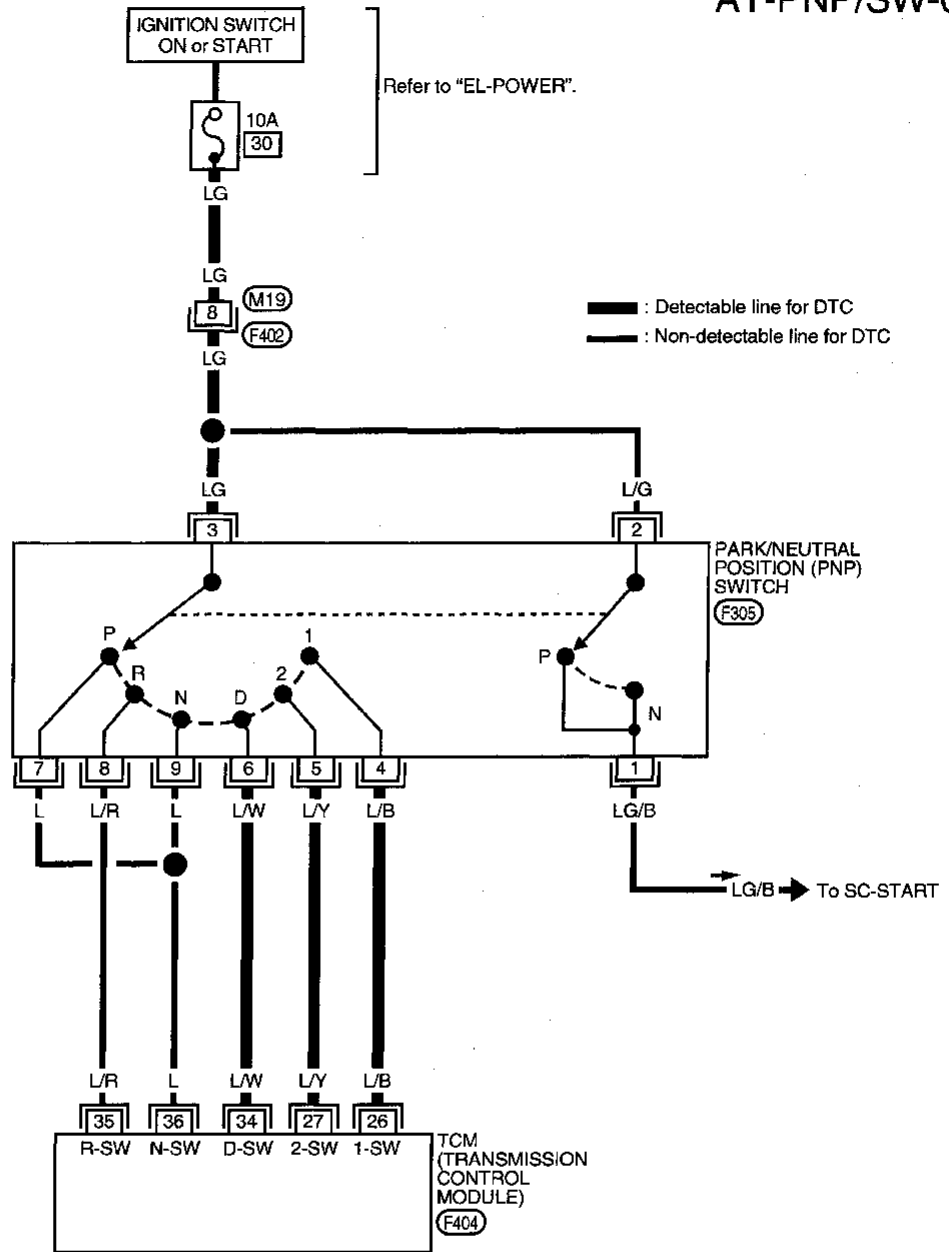 AT-PNP/SW-
IGNITION SWITCH
ON or START
Refer to "EL-POWER".
10A
30
LG
LG
8
M19
F402
LG
: Detectable line for DTC
: Non-detectable line for DTC
LG
L/G
3
2
PARK/NEUTRAL
POSITION (PNP)
SWITCH
F305
P
R
N
D
2
1
P
N
7
8
9
6
5
4
1
L
L/R
L
L/W
L/Y
L/B
LG/B
LG/B
To SC-START
L/R
L
L/W
L/Y
L/B
35
36
34
27
26
R-SW
N-SW
D-SW
2-SW
1-SW
TCM
(TRANSMISSION
CONTROL
MODULE)
F404